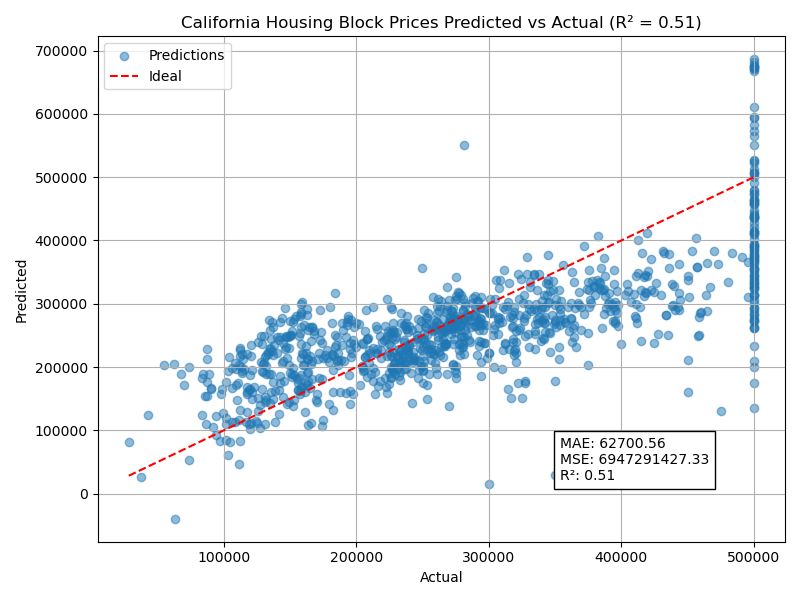 California Housing Block Prices Predicted vs Actual (R² = 0.51)
Predictions
Ideal
700000
600000
500000
400000
300000
200000
100000
0
Predicted
MAE: 62700.56
MSE: 6947291427.33
R²: 0.51
100000
200000
300000
400000
500000
Actual